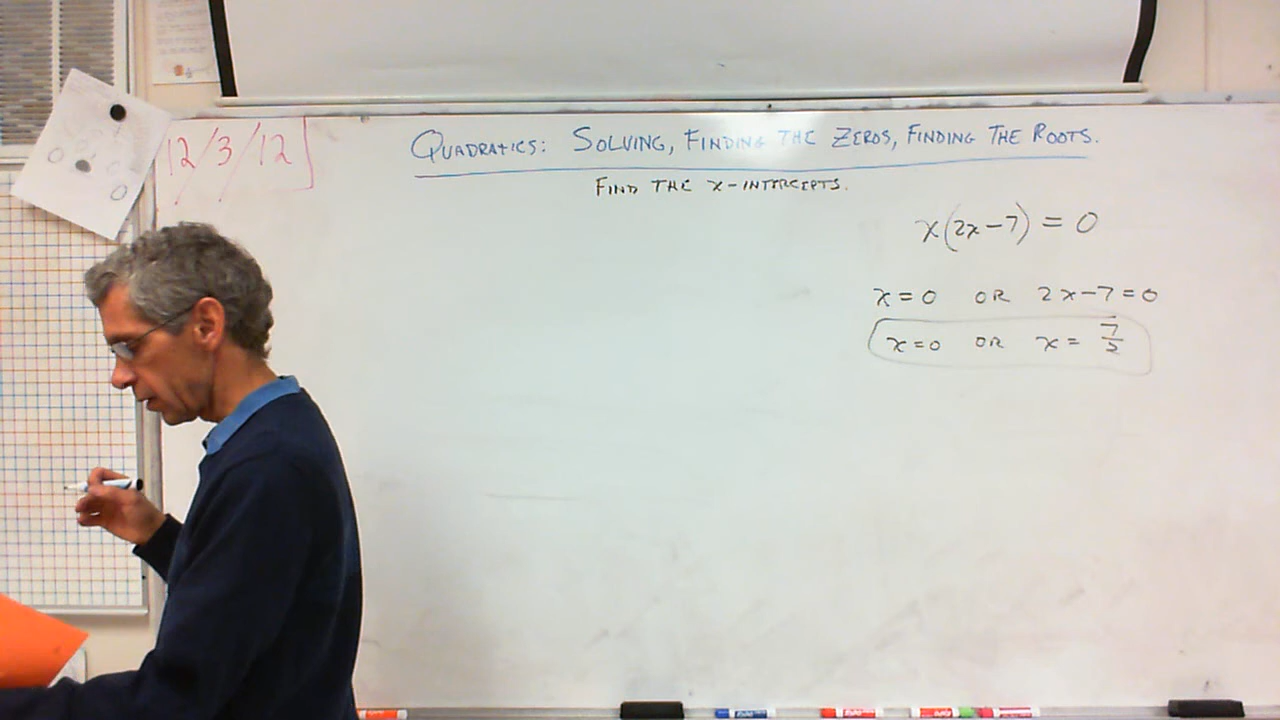 12/3/12]
QUADRATICS: SOLVING, FINDING THE ZEROS, FINDING THE ROOTS.
FIND THE X-INTERCEPTS.
x(2x-7) = 0
x=0 OR 2x-7=0
x=0 OR x= 7/2